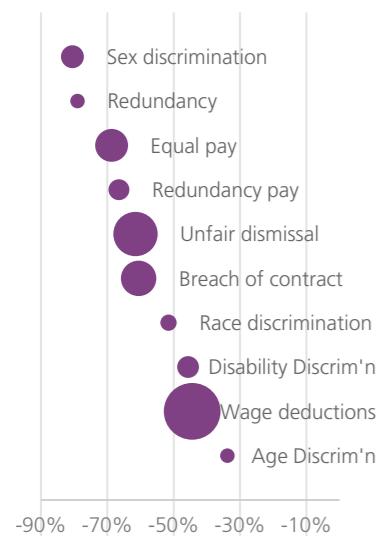 Sex discrimination
Redundancy
Equal pay
Redundancy pay
Unfair dismissal
Breach of contract
Race discrimination
Disability Discrim'n
Wage deductions
Age Discrim'n
-90% -70% -50% -30% -10%